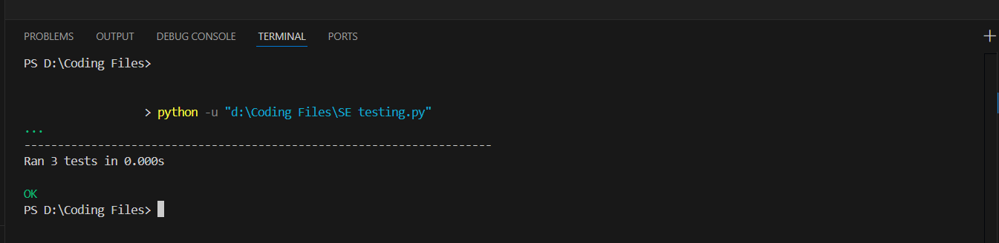 PROBLEMS OUTPUT DEBUG CONSOLE TERMINAL PORTS
PS D:\Coding Files>
> python -u "d:\Coding Files\SE testing.py"
...
----------------------------------------------------------------------
Ran 3 tests in 0.000s
OK
PS D:\Coding Files>